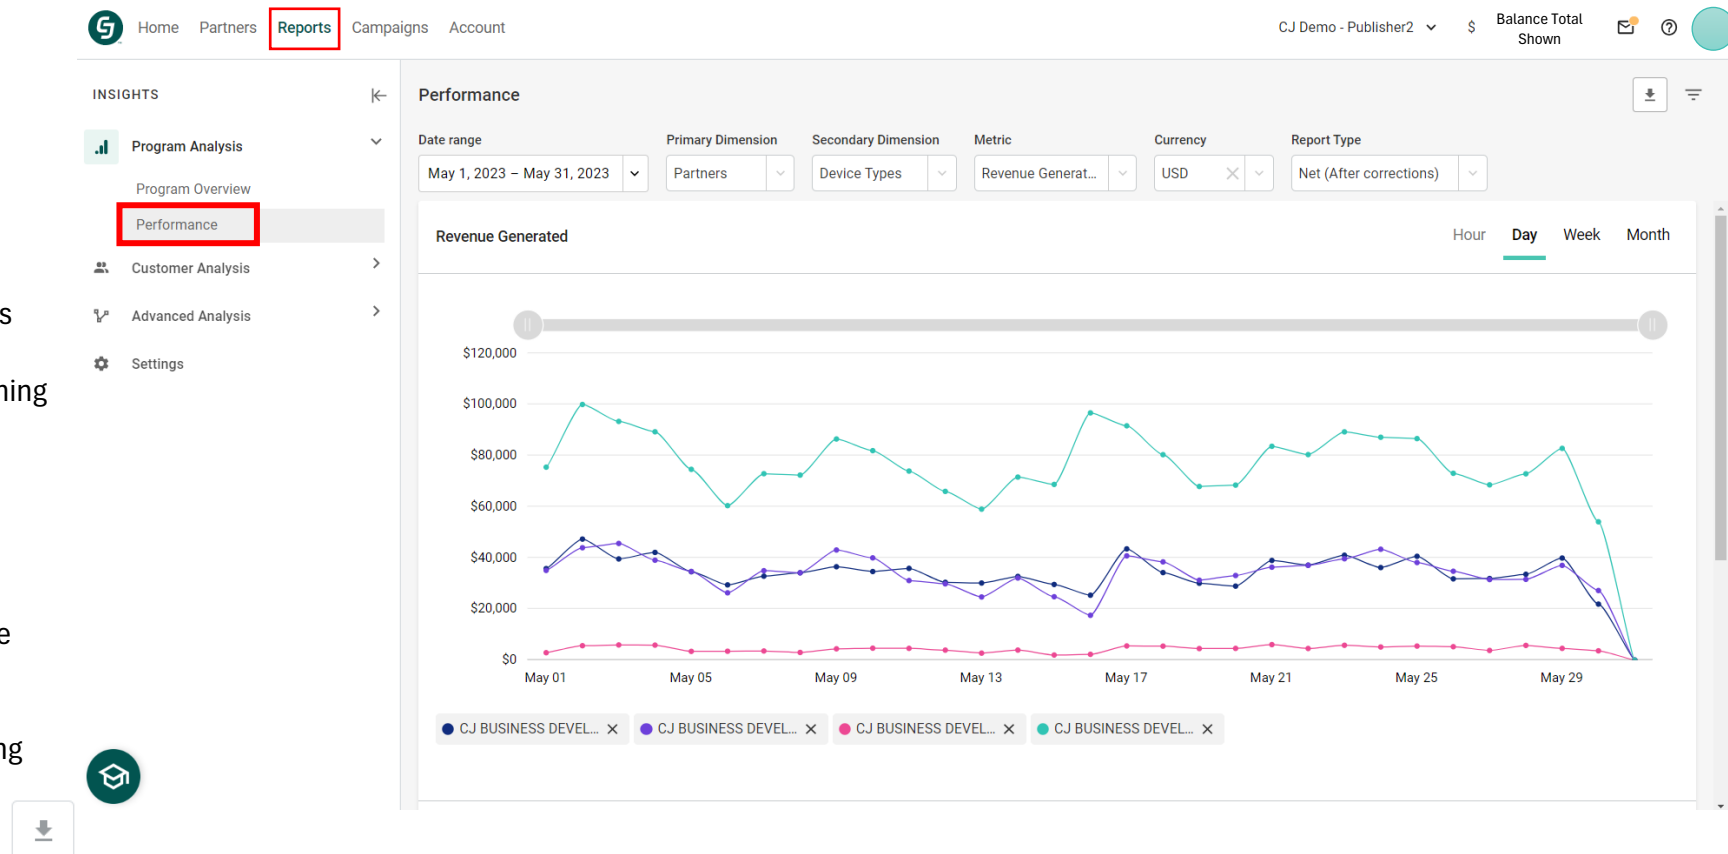 Home Partners Reports Campaigns Account
CJ Demo - Publisher2
$
Balance Total
Shown
INSIGHTS
Program Analysis
Program Overview
Performance
Customer Analysis
Advanced Analysis
Settings
s
ning
e
ng
Performance
Date range
May 1, 2023 – May 31, 2023
Primary Dimension
Partners
Secondary Dimension
Device Types
Metric
Revenue Generat...
Currency
USD
Report Type
Net (After corrections)
Revenue Generated
Hour Day Week Month
$120,000
$100,000
$80,000
$60,000
$40,000
$20,000
$0
May 01 May 05 May 09 May 13 May 17 May 21 May 25 May 29
CJ BUSINESS DEVEL... CJ BUSINESS DEVEL... CJ BUSINESS DEVEL... CJ BUSINESS DEVEL...